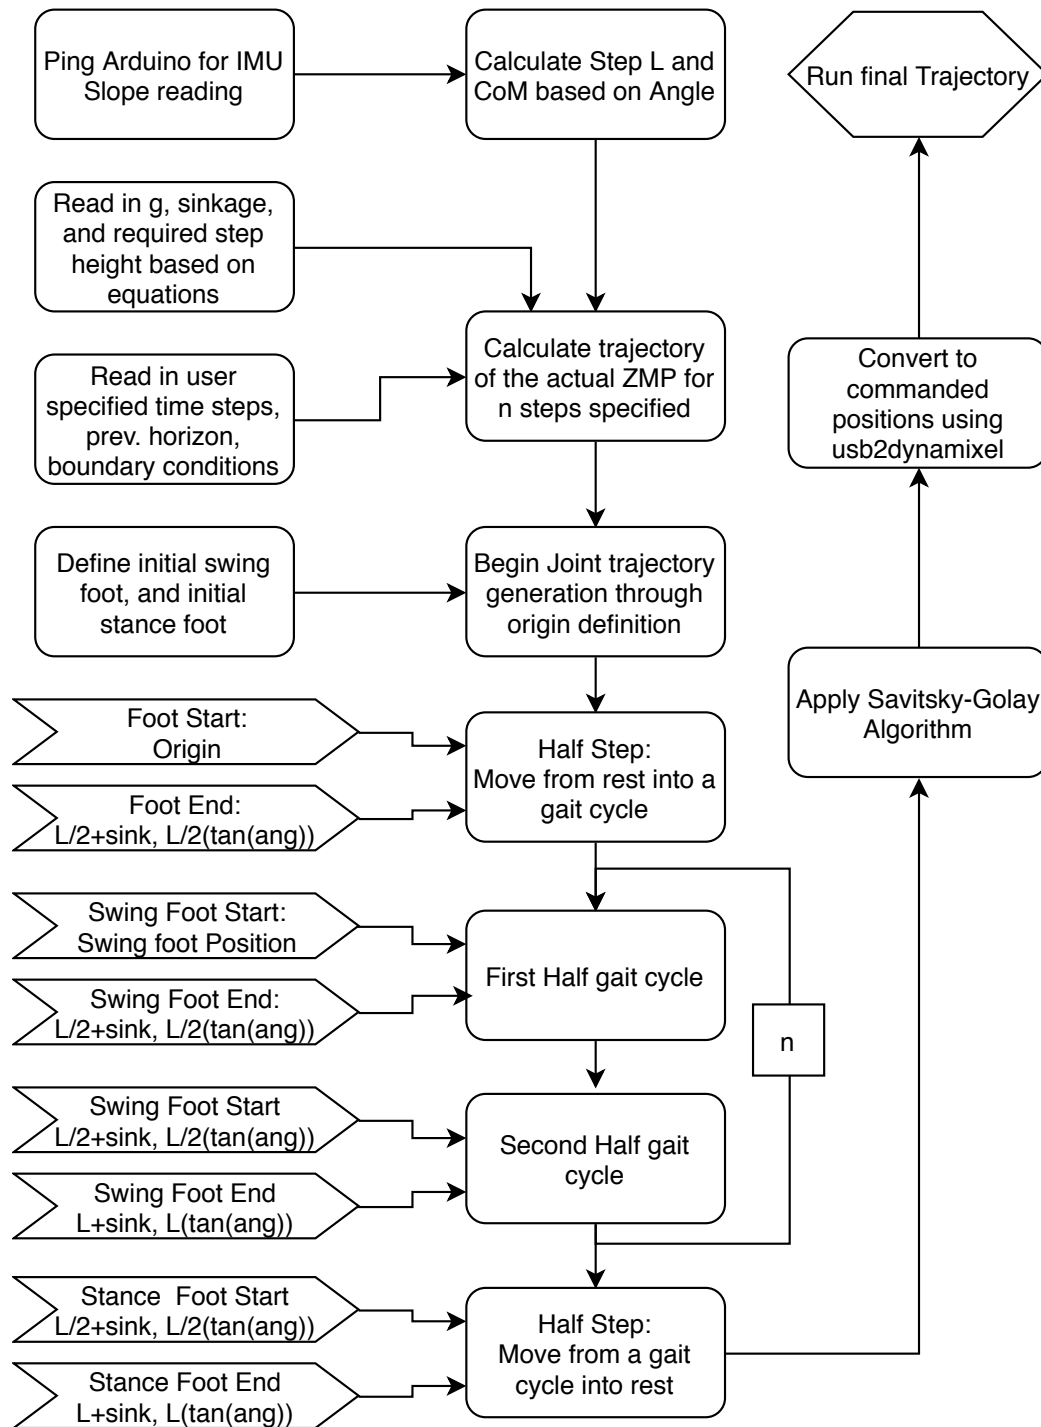 Ping Arduino for IMU
Slope reading
Calculate Step L and
CoM based on Angle
Run final Trajectory
Read in g, sinkage,
and required step
height based on
equations
Calculate trajectory
of the actual ZMP for
n steps specified
Read in user
specified time steps,
prev. horizon,
boundary conditions
Convert to
commanded
positions using
usb2dynamixel
Define initial swing
foot, and initial
stance foot
Begin Joint trajectory
generation through
origin definition
Apply Savitsky-Golay
Algorithm
Foot Start:
Origin
Half Step:
Move from rest into a
gait cycle
Foot End:
L/2+sink, L/2(tan(ang))
Swing Foot Start:
Swing foot Position
First Half gait cycle
Swing Foot End:
L/2+sink, L/2(tan(ang))
n
Swing Foot Start
L/2+sink, L/2(tan(ang))
Second Half gait
cycle
Swing Foot End
L+sink, L(tan(ang))
Stance  Foot Start
L/2+sink, L/2(tan(ang))
Half Step:
Move from a gait
cycle into rest
Stance Foot End
L+sink, L(tan(ang))